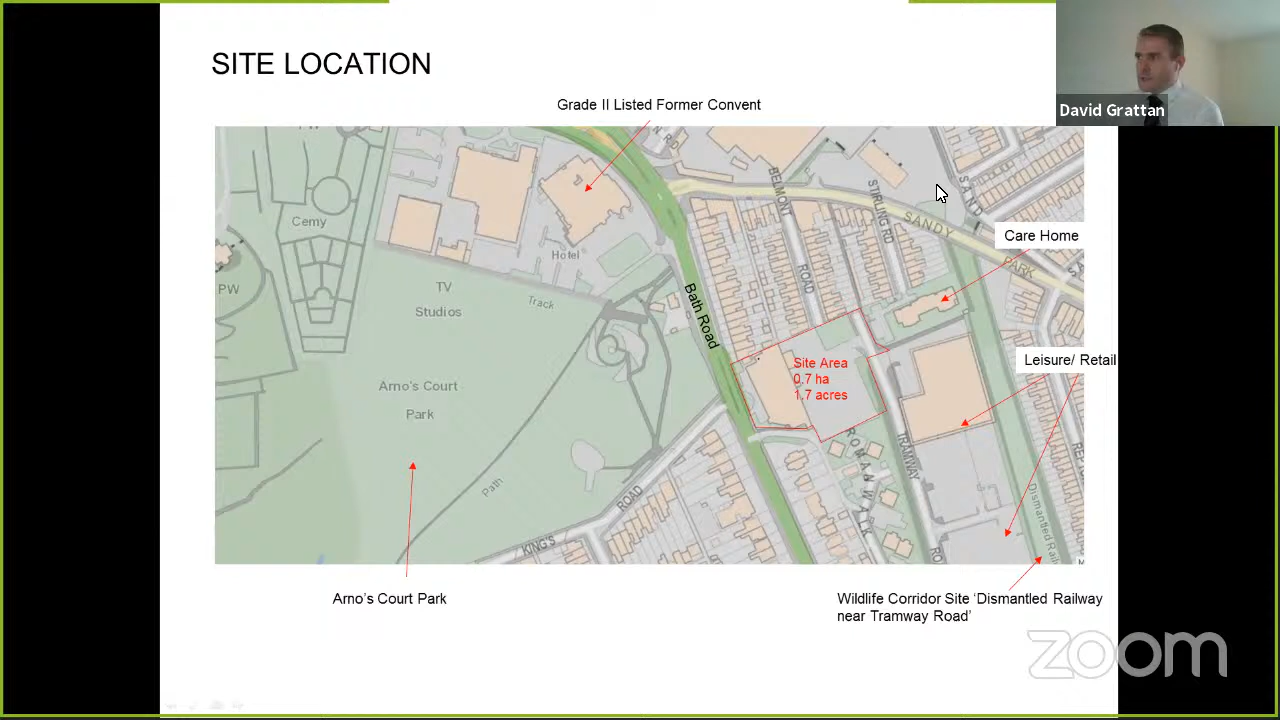 SITE LOCATION
Grade II Listed Former Convent
David Grattan
Cemy
PW
Hotel
TV
Studios
Track
Arno's Court
Park
Path
KING'S
ROAD
Bath Road
BELMONT
ROAD
STIRLING RD
SANDY
PARK
SAND
Care Home
Leisure/ Retail
Site Area
0.7 ha
1.7 acres
ROMAN WALK
TRAMWAY
RO
Dismantled Rail
Arno's Court Park
Wildlife Corridor Site 'Dismantled Railway
near Tramway Road'
zoom